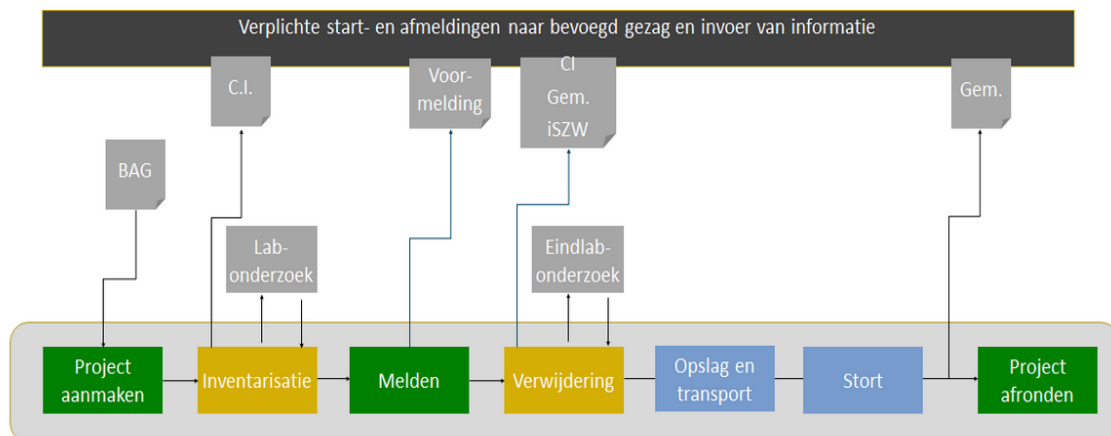 Verplichte start- en afmeldingen naar bevoegd gezag en invoer van informatie
C.I.
Voor-
melding
CI
Gem.
iSZW
Gem.
BAG
Lab-
onderzoek
Eindlab-
onderzoek
Project
aanmaken
Inventarisatie
Melden
Verwijdering
Opslag en
transport
Stort
Project
afronden